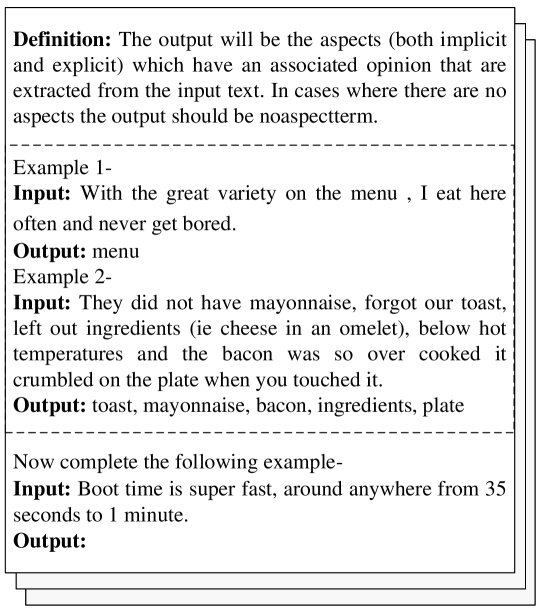 Definition: The output will be the aspects (both implicit
and explicit) which have an associated opinion that are
extracted from the input text. In cases where there are no
aspects the output should be noaspectterm.
Example 1-
Input: With the great variety on the menu , I eat here
often and never get bored.
Output: menu
Example 2-
Input: They did not have mayonnaise, forgot our toast,
left out ingredients (ie cheese in an omelet), below hot
temperatures and the bacon was so over cooked it
crumbled on the plate when you touched it.
Output: toast, mayonnaise, bacon, ingredients, plate
Now complete the following example-
Input: Boot time is super fast, around anywhere from 35
seconds to 1 minute.
Output: